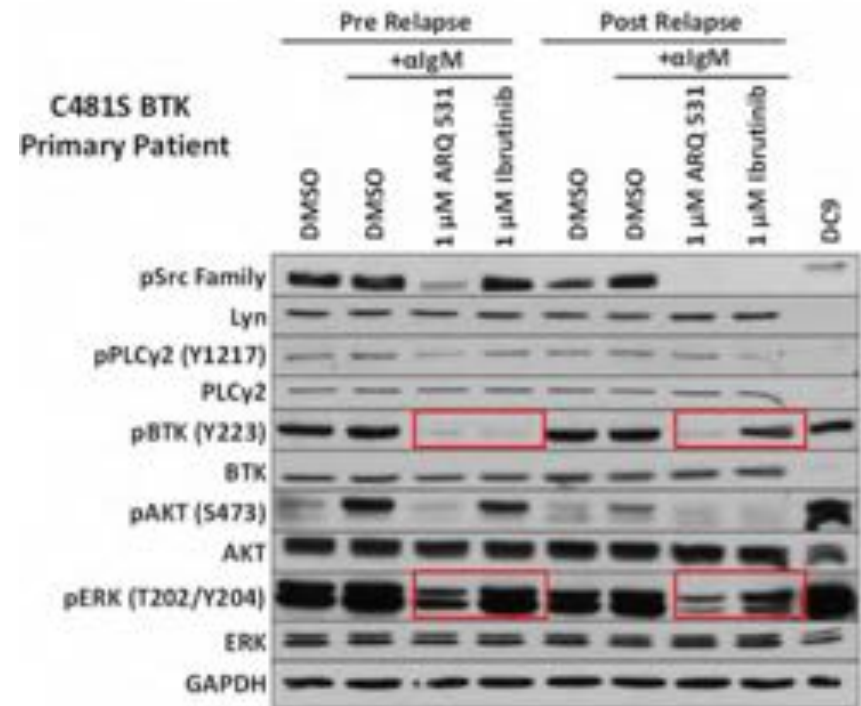 Pre Relapse
Post Relapse
+αIgM
+αIgM
C481S BTK
Primary Patient
DMSO
DMSO
1 µM ARQ 531
1 µM Ibrutinib
DMSO
DMSO
1 µM ARQ 531
1 µM Ibrutinib
DC9
pSrc Family
Lyn
pPLCy2 (Y1217)
PLCy2
pBTK (Y223)
BTK
pAKT (S473)
AKT
pERK (T202/Y204)
ERK
GAPDH